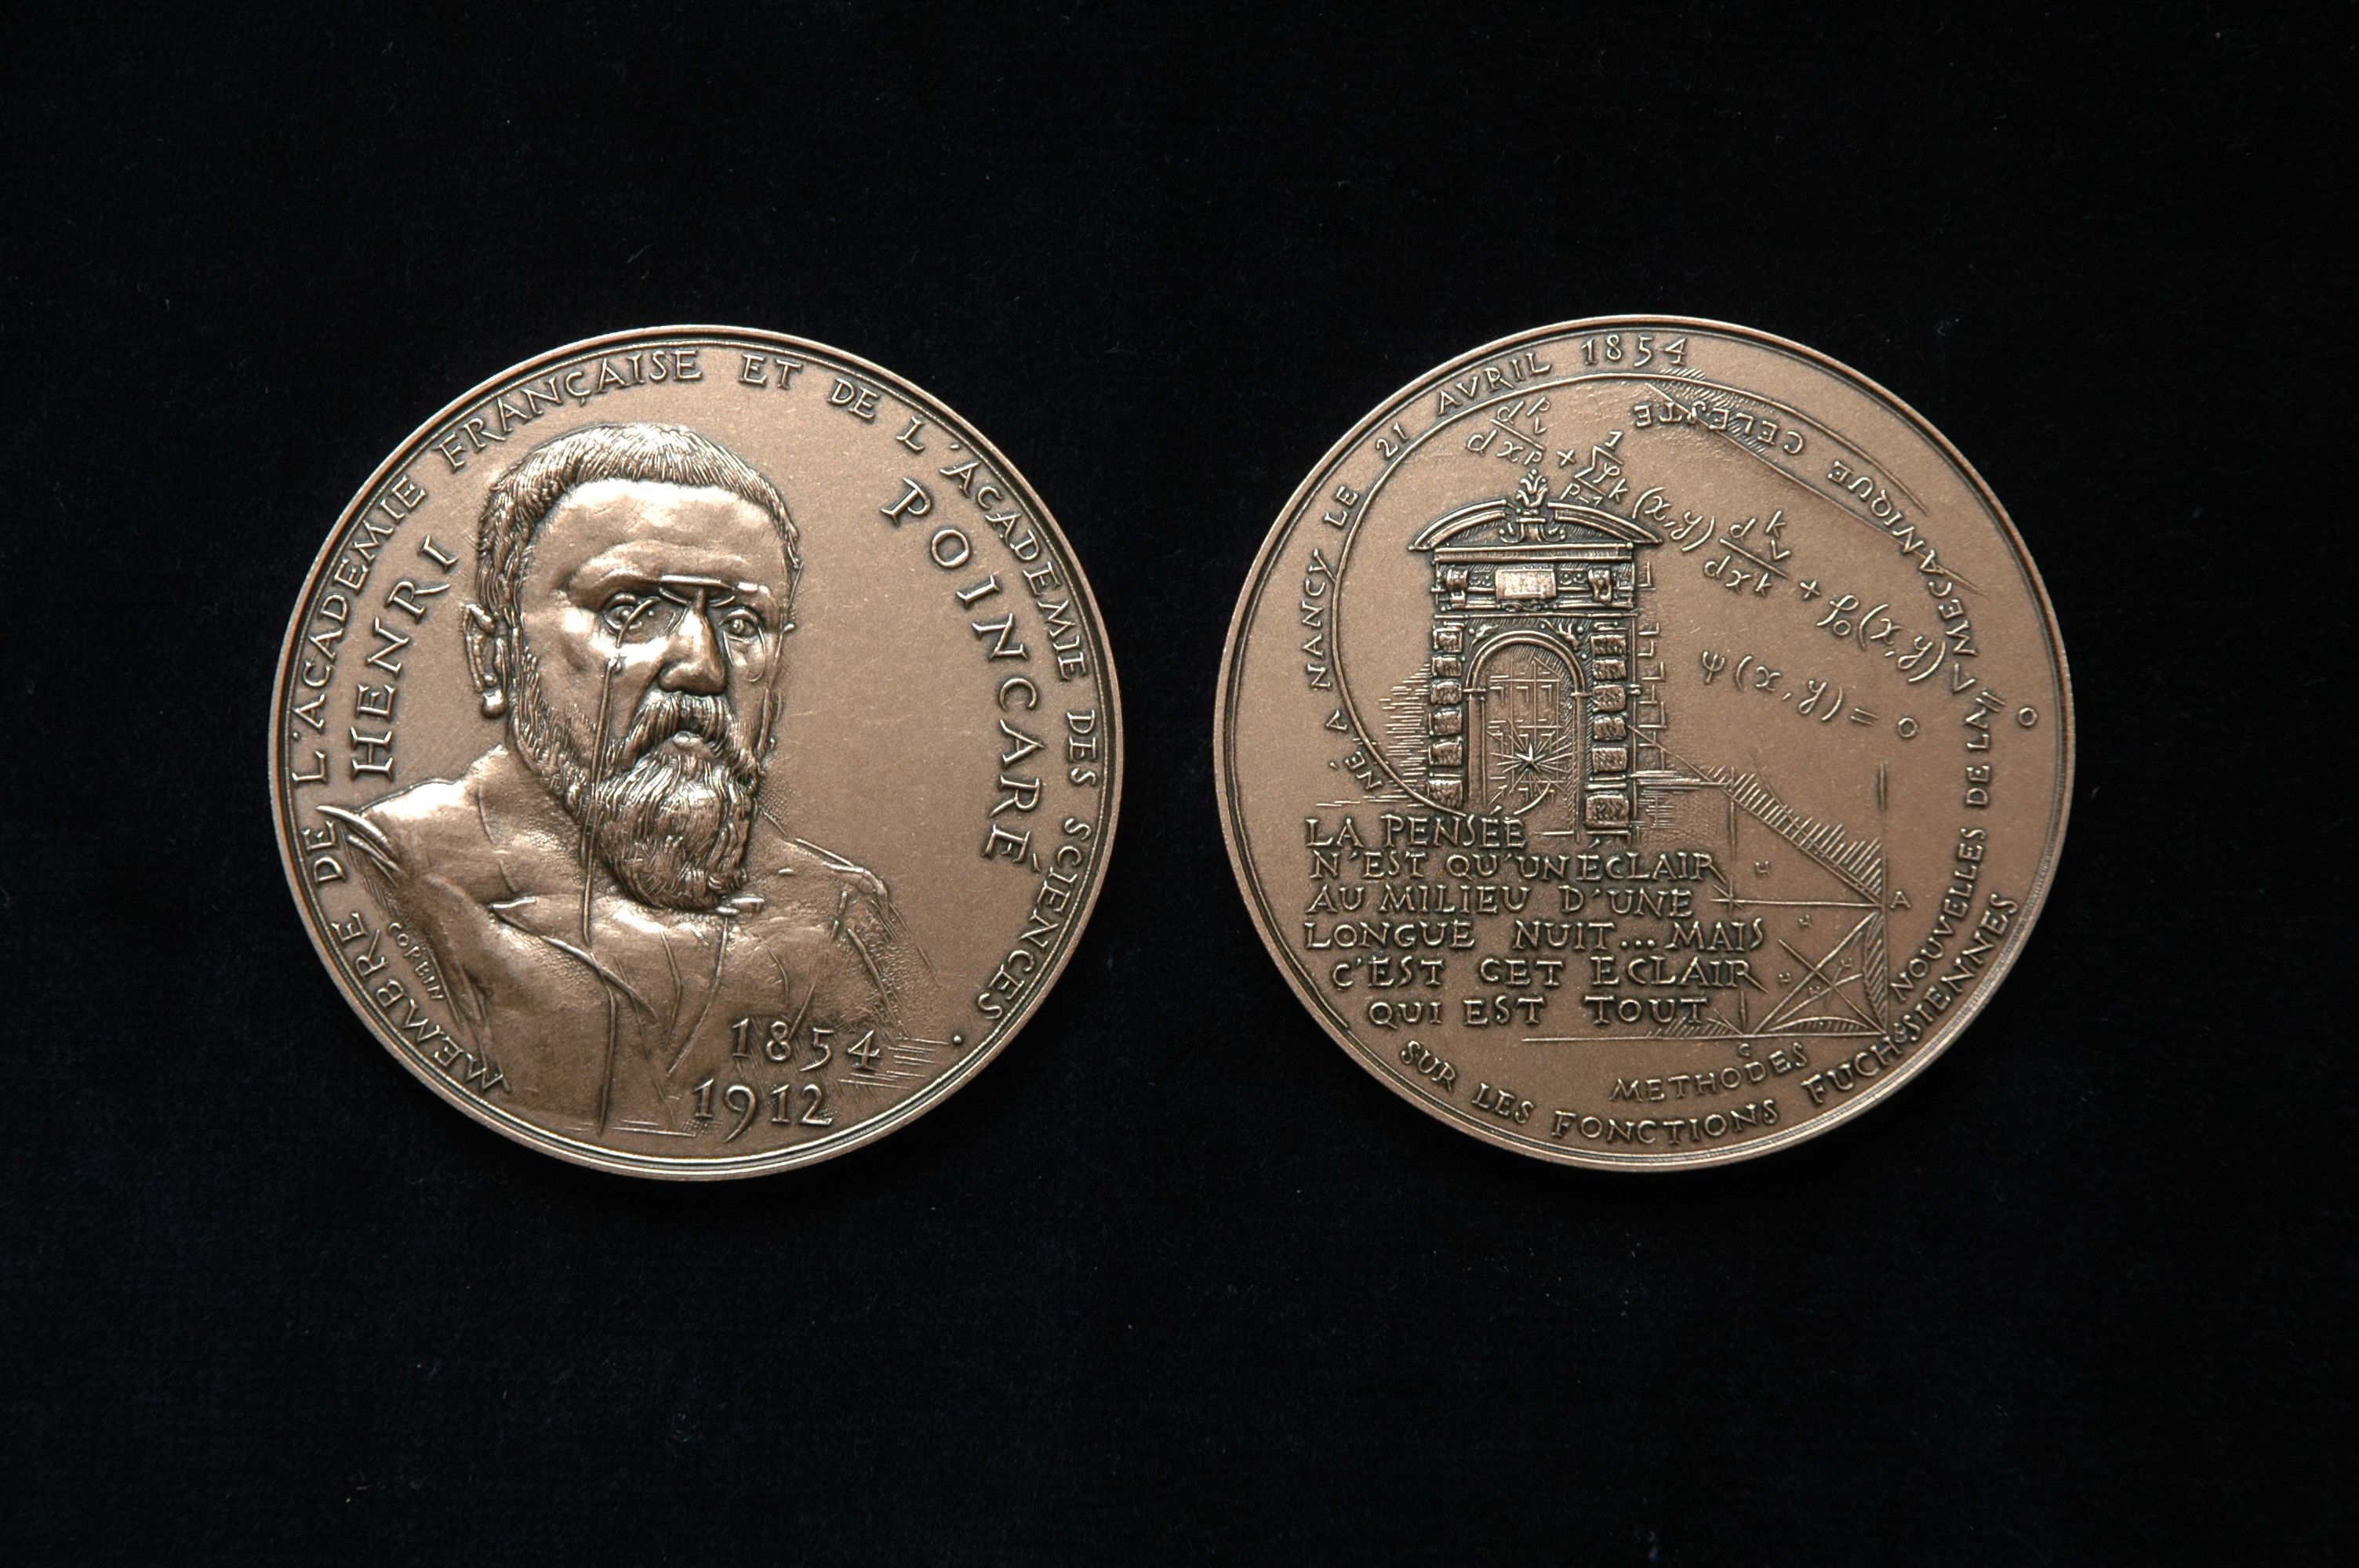 MEMBRE DE L'ACADEMIE FRANÇAISE ET DE L'ACADEMIE DES SCIENCES .
HENRI
POINCARÉ
CORBIN
1854
1912
NÉ A NANCY LE 21 AVRIL 1854
CELESTE
MECANIQUE
NOUVELLES DE LA
METHODES
SUR LES FONCTIONS FUCHSIENNES
(x,y)
ψ(x,y) = 0
LA PENSÉE
N'EST QU'UN ÉCLAIR
AU MILIEU D'UNE
LONGUE NUIT... MAIS
C'EST CET ECLAIR
QUI EST TOUT
A
C